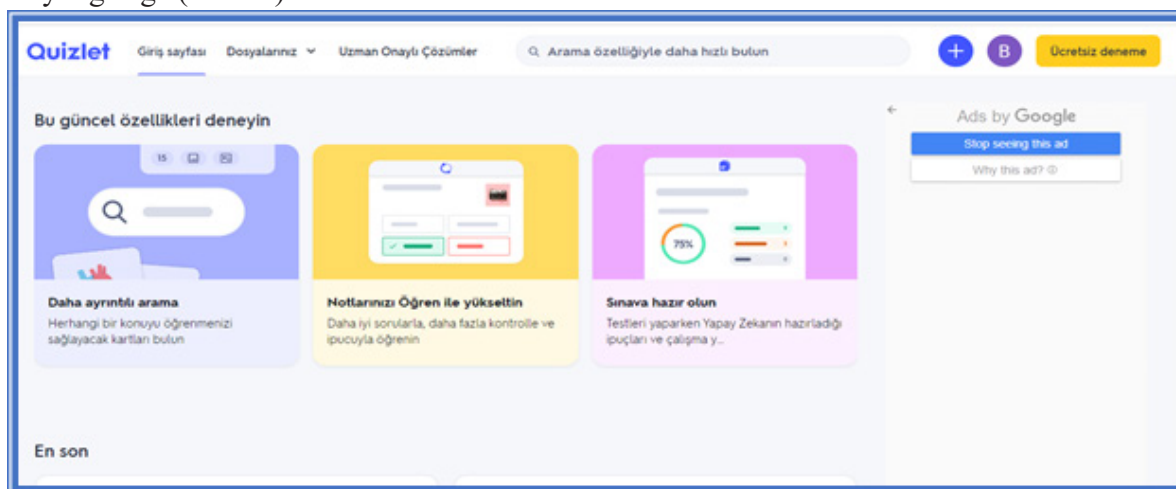 Quizlet Giriş sayfası Dosyalarınız Uzman Onaylı Çözümler Arama özelliğiyle daha hızlı bulun + B Ücretsiz deneme
Bu güncel özellikleri deneyin
Ads by Google
Stop seeing this ad
Why this ad?
15
75%
Daha ayrıntılı arama
Herhangi bir konuyu öğrenmenizi
sağlayacak kartları bulun
Notlarınızı Öğren ile yükseltin
Daha iyi sorularla, daha fazla kontrolle ve
ipucuyla öğrenin
Sınava hazır olun
Testleri yaparken Yapay Zekanın hazırladığı
ipuçları ve çalışma y...
En son